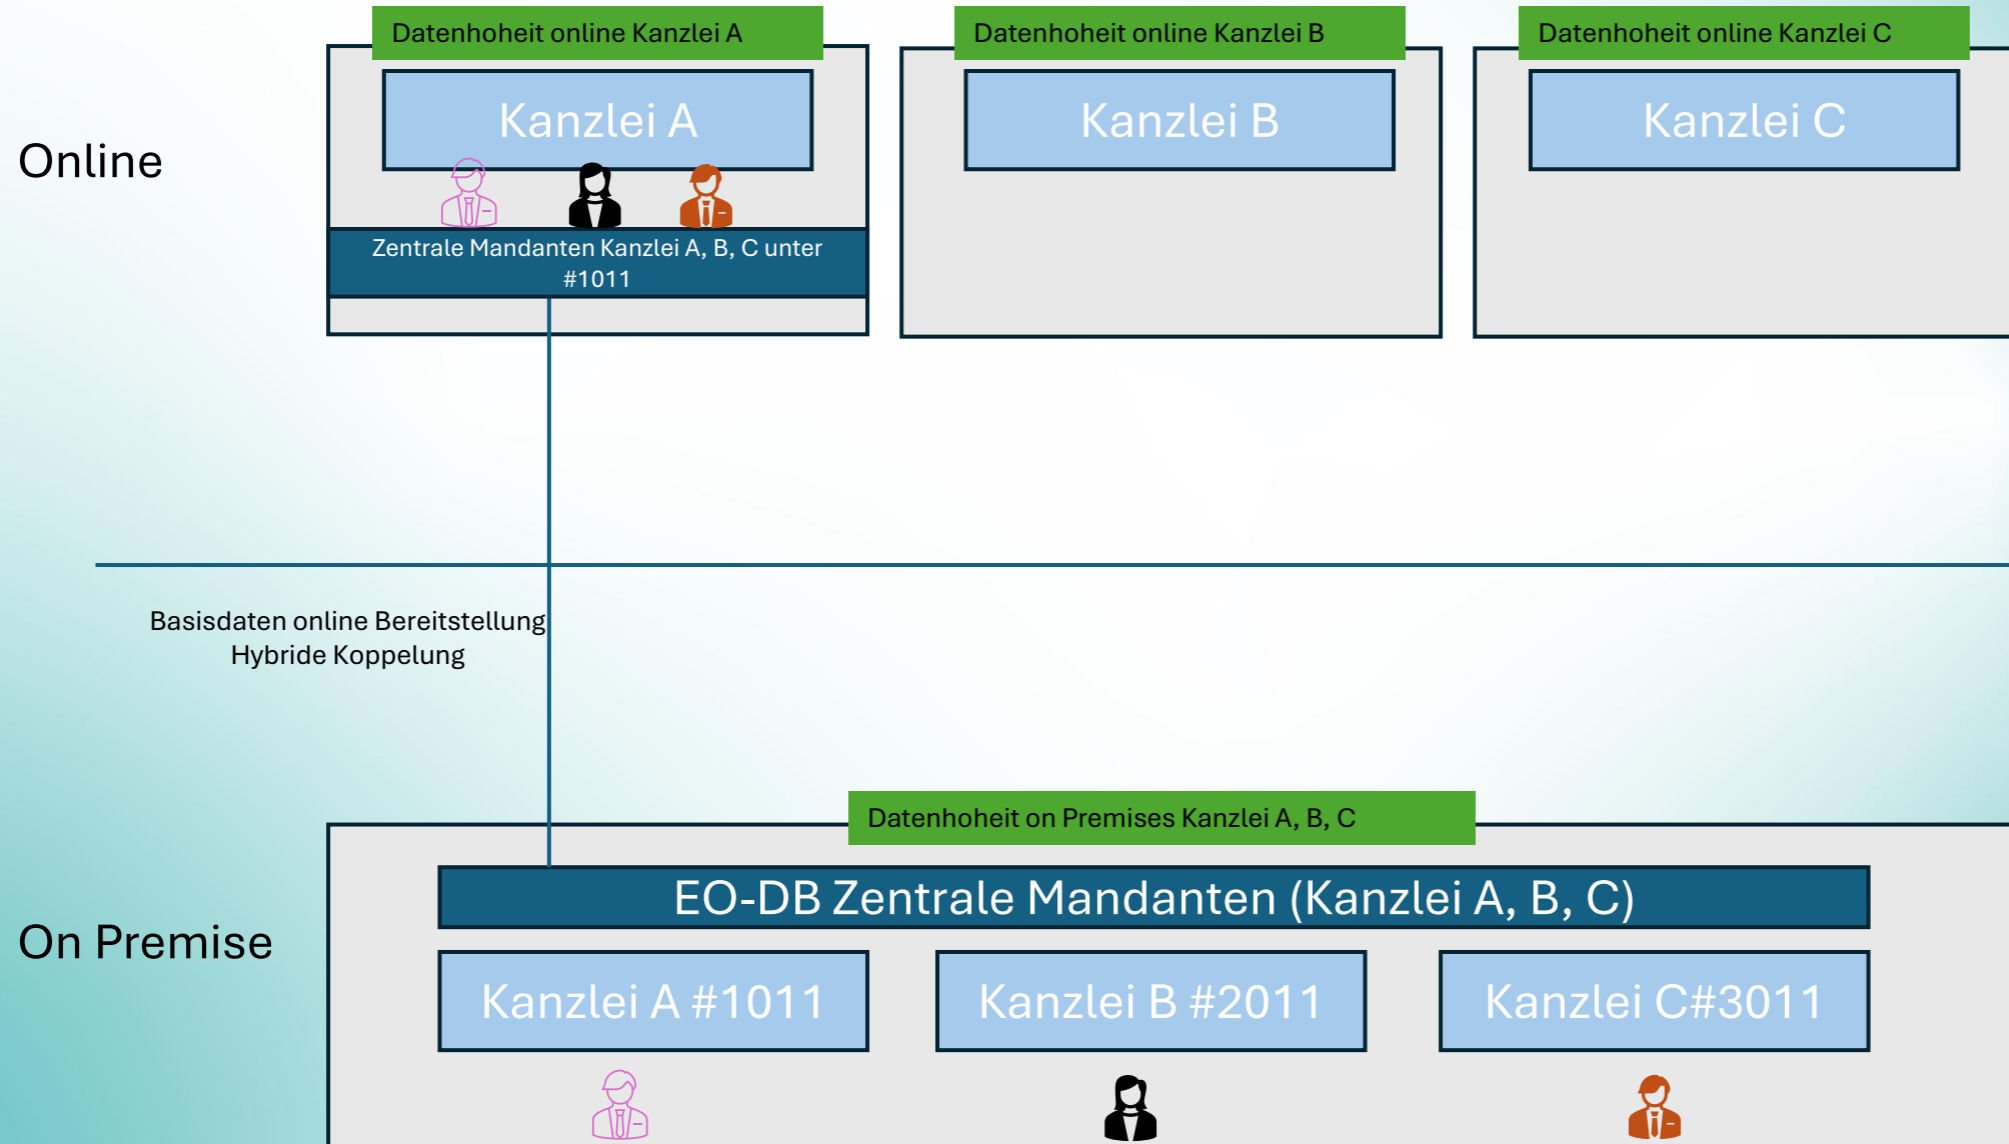 Datenhoheit online Kanzlei A
Datenhoheit online Kanzlei B
Datenhoheit online Kanzlei C
Kanzlei A
Kanzlei B
Kanzlei C
Online
Zentrale Mandanten Kanzlei A, B, C unter
#1011
Basisdaten online Bereitstellung
Hybride Koppelung
Datenhoheit on Premises Kanzlei A, B, C
EO-DB Zentrale Mandanten (Kanzlei A, B, C)
On Premise
Kanzlei A #1011
Kanzlei B #2011
Kanzlei C#3011